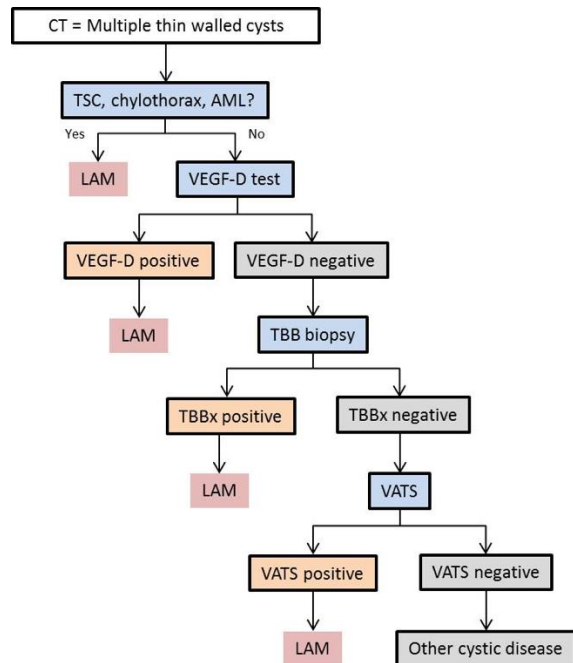 CT = Multiple thin walled cysts
TSC, chylothorax, AML?
Yes
No
LAM
VEGF-D test
VEGF-D positive
VEGF-D negative
LAM
TBB biopsy
TBBx positive
TBBx negative
LAM
VATS
VATS positive
VATS negative
LAM
Other cystic disease